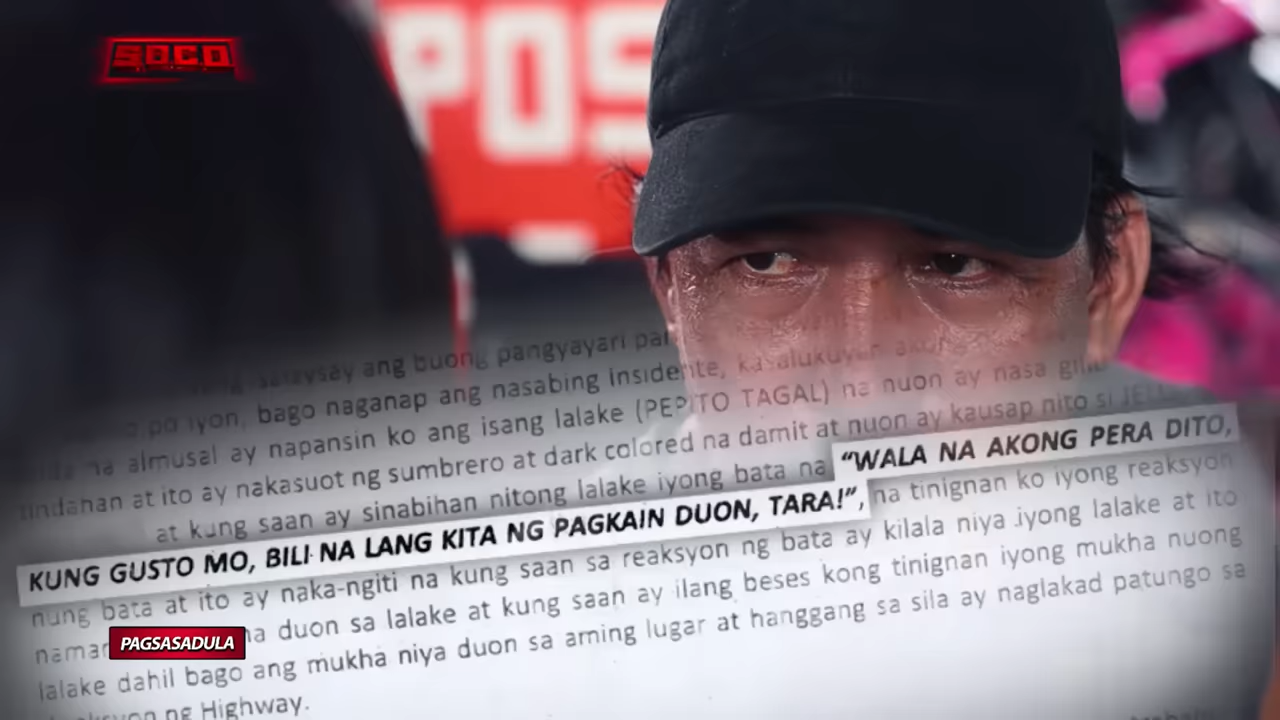 S.O.C.O
POS
salaysay ang buong pangyayari
po iyon, bago naganap ang nasabing insidente, kasalukuyan
na almusal ay napansin ko ang isang lalake (PEPITO TAGAL) na nuon ay nasa
tindahan at ito ay nakasuot ng sumbrero at dark colored na damit at nuon ay kausap nito si
at kung saan ay sinabihan nitong lalake iyong bata na “WALA NA AKONG PERA DITO,
KUNG GUSTO MO, BILI NA LANG KITA NG PAGKAIN DUON, TARA!”, na tinignan ko iyong reaksyon
nung bata at ito ay naka-ngiti na kung saan sa reaksyon ng bata ay kilala niya iyong lalake at ito
duon sa lalake at kung saan ay ilang beses kong tinignan iyong mukha nuong
lalake dahil bago ang mukha niya duon sa aming lugar at hanggang sa sila ay naglakad patungo sa
ng Highway.
PAGSASADULA